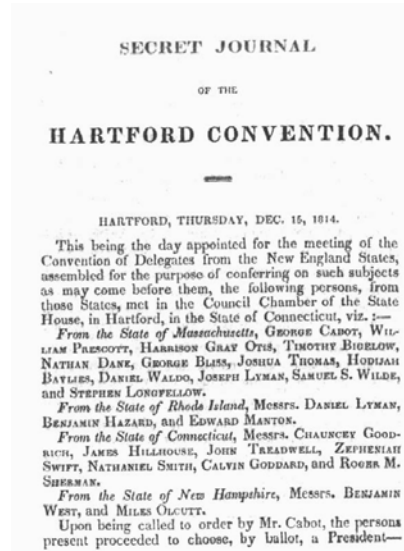 SECRET JOURNAL
OF THE
HARTFORD CONVENTION.
HARTFORD, THURSDAY, DEC. 15, 1814.
This being the day appointed for the meeting of the
Convention of Delegates from the New England States,
assembled for the purpose of conferring on such subjects
as may come before them, the following persons, from
those States, met in the Council Chamber of the State
House, in Hartford, in the State of Connecticut, viz. :—
From the State of Massachusetts, GEORGE CABOT, WIL-
LIAM PRESCOTT, HARRISON GRAY OTIS, TIMOTHY BIGELOW,
NATHAN DANE, GEORGE BLISS, JOSHUA THOMAS, HODIJAH
BAYLIES, DANIEL WALDO, JOSEPH LYMAN, SAMUEL S. WILDE,
and STEPHEN LONGFELLOW.
From the State of Rhode Island, Messrs. DANIEL LYMAN,
BENJAMIN HAZARD, and EDWARD MANTON.
From the State of Connecticut, Messrs. CHAUNCEY GOOD-
RICH, JAMES HILLHOUSE, JOHN TREADWELL, ZEPHENIAH
SWIFT, NATHANIEL SMITH, CALVIN GODDARD, and ROGER M.
SHERMAN.
From the State of New Hampshire, Messrs. BENJAMIN
WEST, and MILES OLCUTT.
Upon being called to order by Mr. Cabot, the persons
present proceeded to choose, by ballot, a President—